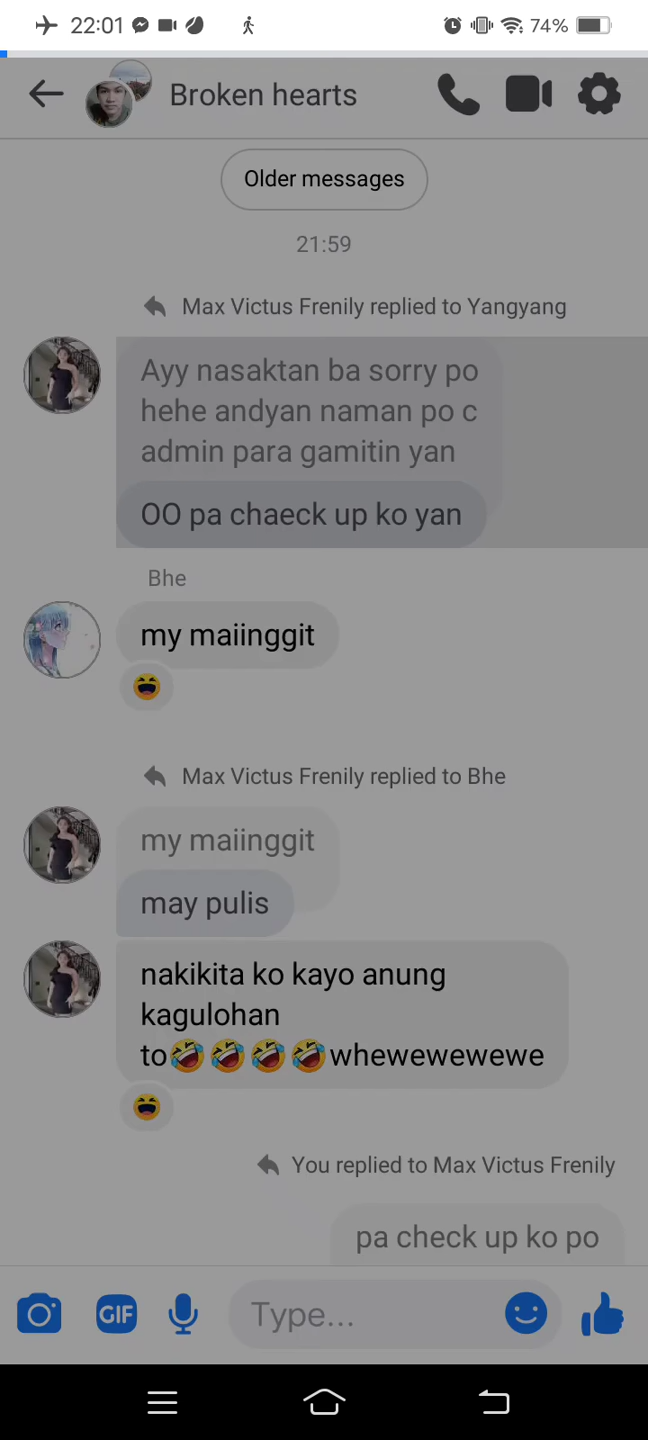 22:01
74%
Broken hearts
Older messages
21:59
Max Victus Frenily replied to Yangyang
Ayy nasaktan ba sorry po
hehe andyan naman po c
admin para gamitin yan
OO pa chaeck up ko yan
Bhe
my maiinggit
Max Victus Frenily replied to Bhe
my maiinggit
may pulis
nakikita ko kayo anung
kagulohan
to🤣🤣🤣🤣whewewewewe
You replied to Max Victus Frenily
pa check up ko po
GIF
Type...